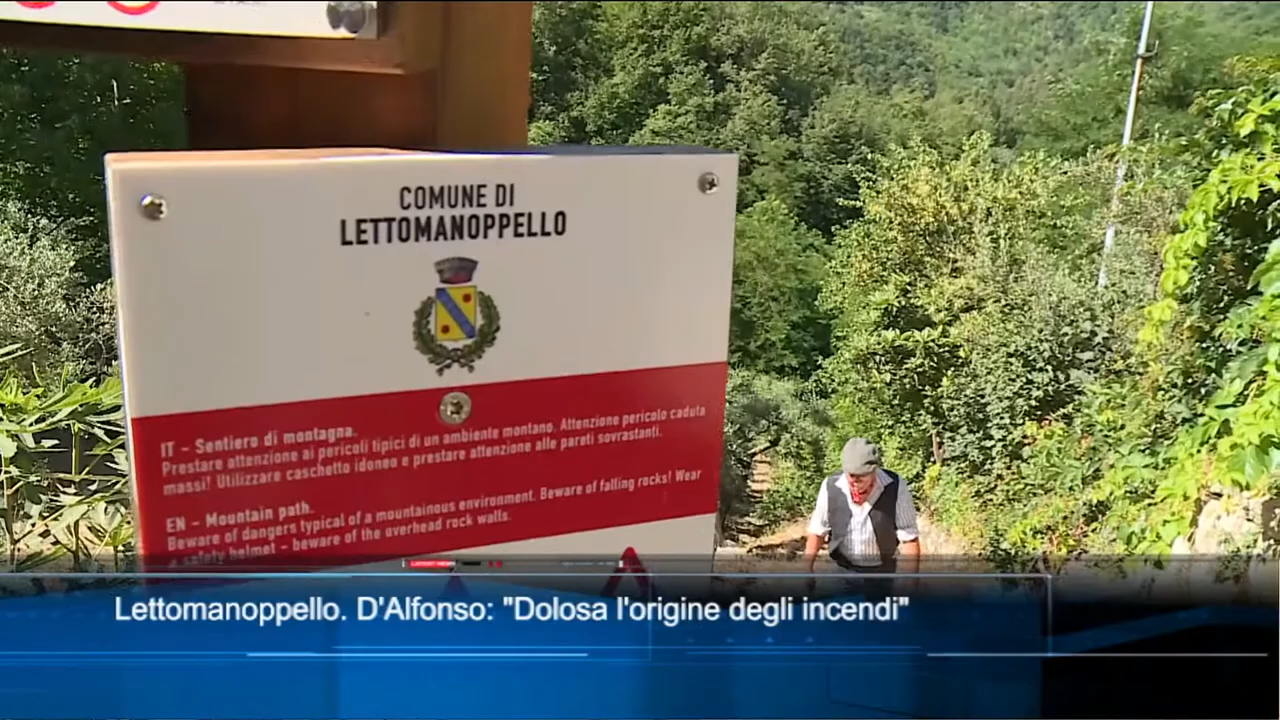 COMUNE DI
LETTOMANOPPELLO
IT - Sentiero di montagna.
Prestare attenzione ai pericoli tipici di un ambiente montano. Attenzione pericolo caduta
massi! Utilizzare caschetto idoneo e prestare attenzione alle pareti sovrastanti.
EN - Mountain path.
Beware of dangers typical of a mountainous environment. Beware of falling rocks! Wear
a safety helmet - beware of the overhead rock walls.
Lettomanoppello. D'Alfonso: "Dolosa l'origine degli incendi"